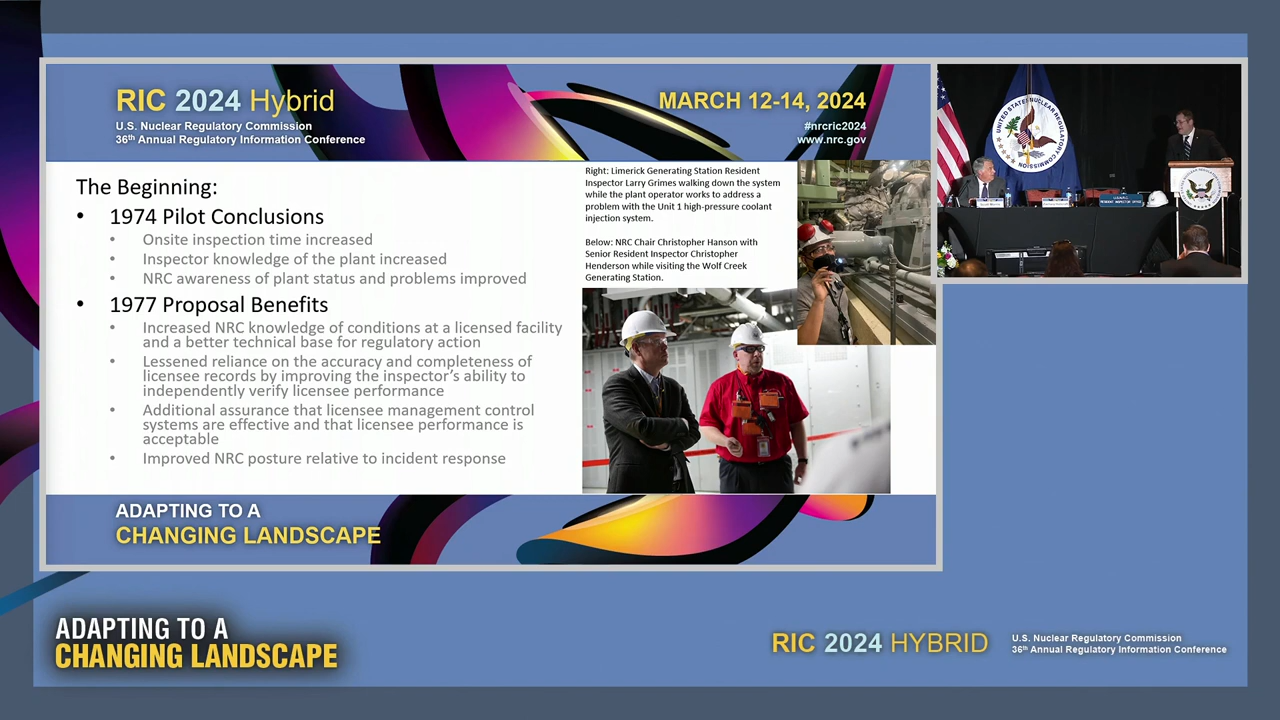 RIC 2024 Hybrid
U.S. Nuclear Regulatory Commission
36th Annual Regulatory Information Conference
MARCH 12-14, 2024
#nrcric2024
www.nrc.gov
The Beginning:
• 1974 Pilot Conclusions
• Onsite inspection time increased
• Inspector knowledge of the plant increased
• NRC awareness of plant status and problems improved
• 1977 Proposal Benefits
• Increased NRC knowledge of conditions at a licensed facility
and a better technical base for regulatory action
• Lessened reliance on the accuracy and completeness of
licensee records by improving the inspector's ability to
independently verify licensee performance
• Additional assurance that licensee management control
systems are effective and that licensee performance is
acceptable
• Improved NRC posture relative to incident response
Right: Limerick Generating Station Resident
Inspector Larry Grimes walking down the system
while the plant operator works to address a
problem with the Unit 1 high-pressure coolant
injection system.
Below: NRC Chair Christopher Hanson with
Senior Resident Inspector Christopher
Henderson while visiting the Wolf Creek
Generating Station.
ADAPTING TO A
CHANGING LANDSCAPE
UNITED STATES NUCLEAR REGULATORY COMMISSION
RESIDENT INSPECTOR OFFICE
ADAPTING TO A
CHANGING LANDSCAPE
RIC 2024 HYBRID
U.S. Nuclear Regulatory Commission
36th Annual Regulatory Information Conference